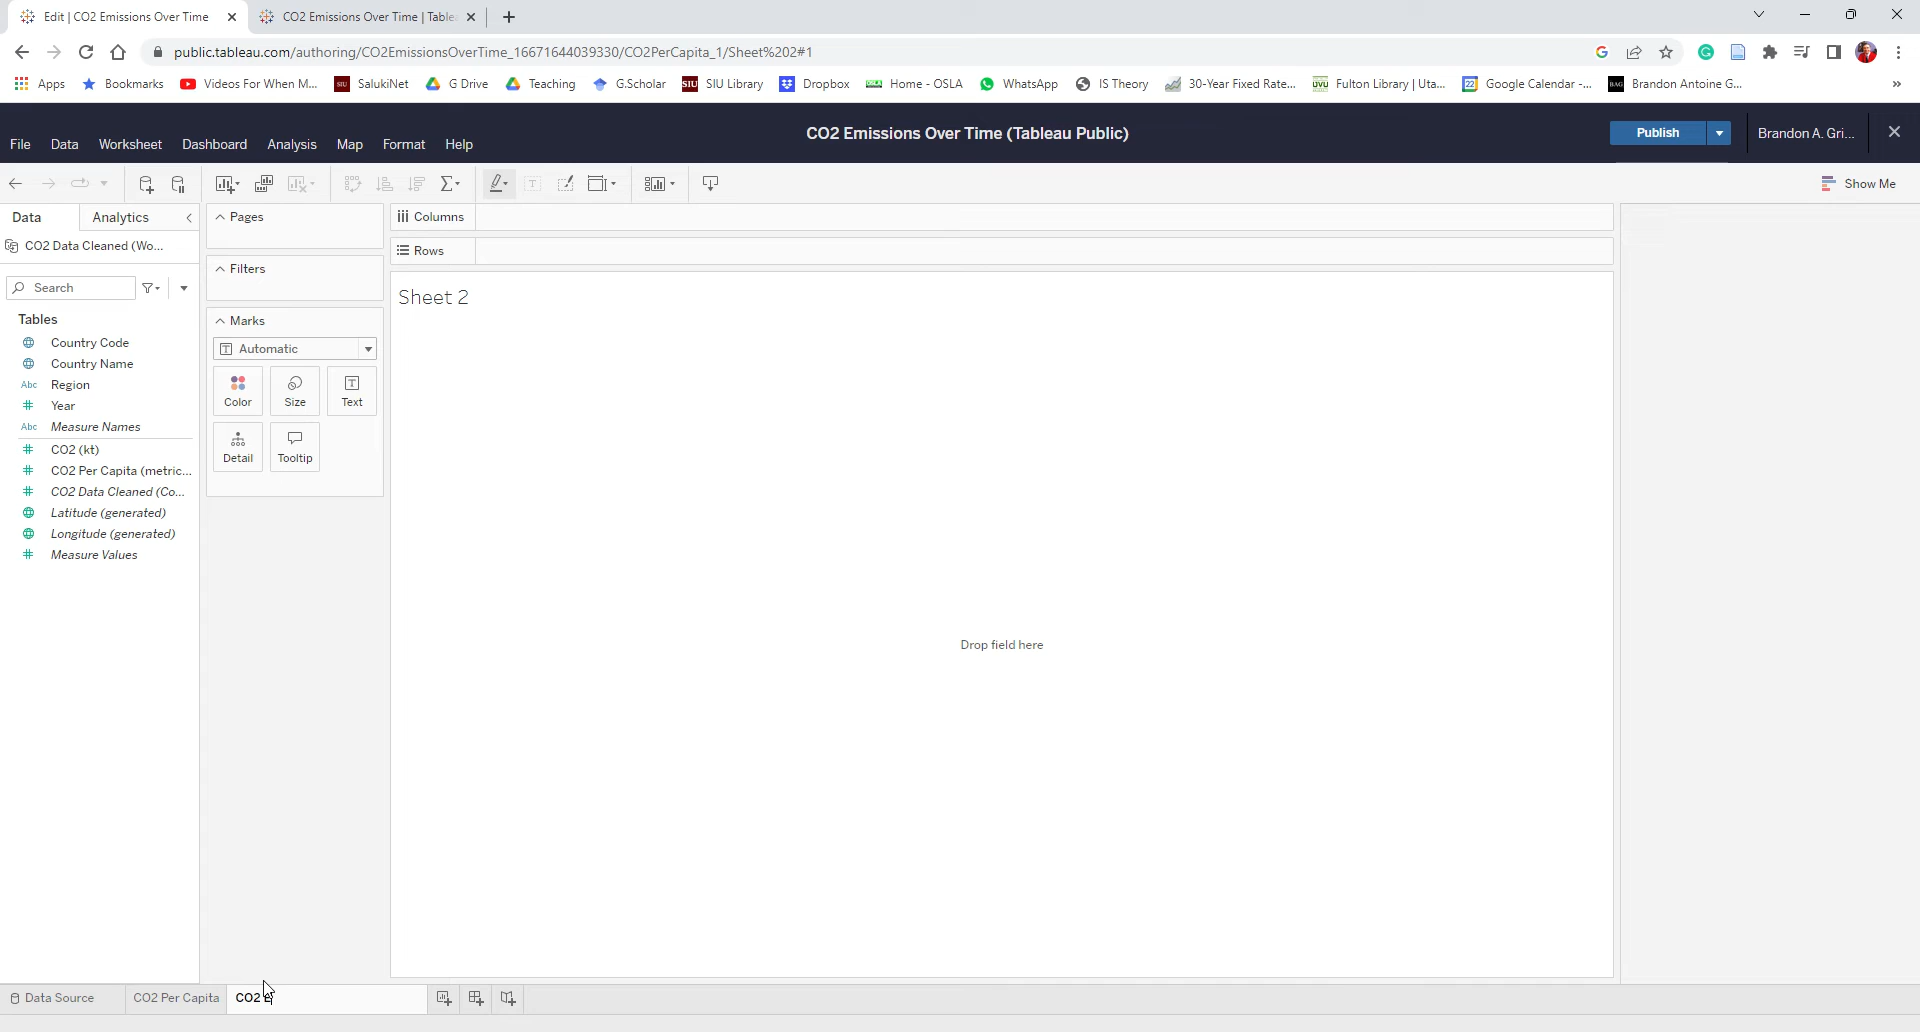 Edit | CO2 Emissions Over Time
CO2 Emissions Over Time | Table
public.tableau.com/authoring/CO2EmissionsOverTime_16671644039330/CO2PerCapita_1/Sheet%202#1
Apps
Bookmarks
Videos For When M...
SIU
SalukiNet
G Drive
Teaching
G.Scholar
SIU
SIU Library
Dropbox
Home - OSLA
WhatsApp
IS Theory
30-Year Fixed Rate...
UVU
Fulton Library | Uta...
22
Google Calendar -...
BAG
Brandon Antoine G...
»
CO2 Emissions Over Time (Tableau Public)
Publish
Brandon A. Gri...
File
Data
Worksheet
Dashboard
Analysis
Map
Format
Help
Show Me
Data
Analytics
Pages
Columns
CO2 Data Cleaned (Wo...
Rows
Filters
Search
Sheet 2
Tables
Marks
Country Code
Automatic
Country Name
Abc
Region
Year
Color
Size
Text
Abc
Measure Names
CO2 (kt)
Detail
Tooltip
CO2 Per Capita (metric...
CO2 Data Cleaned (Co...
Latitude (generated)
Longitude (generated)
Measure Values
Drop field here
Data Source
CO2 Per Capita
CO2 E